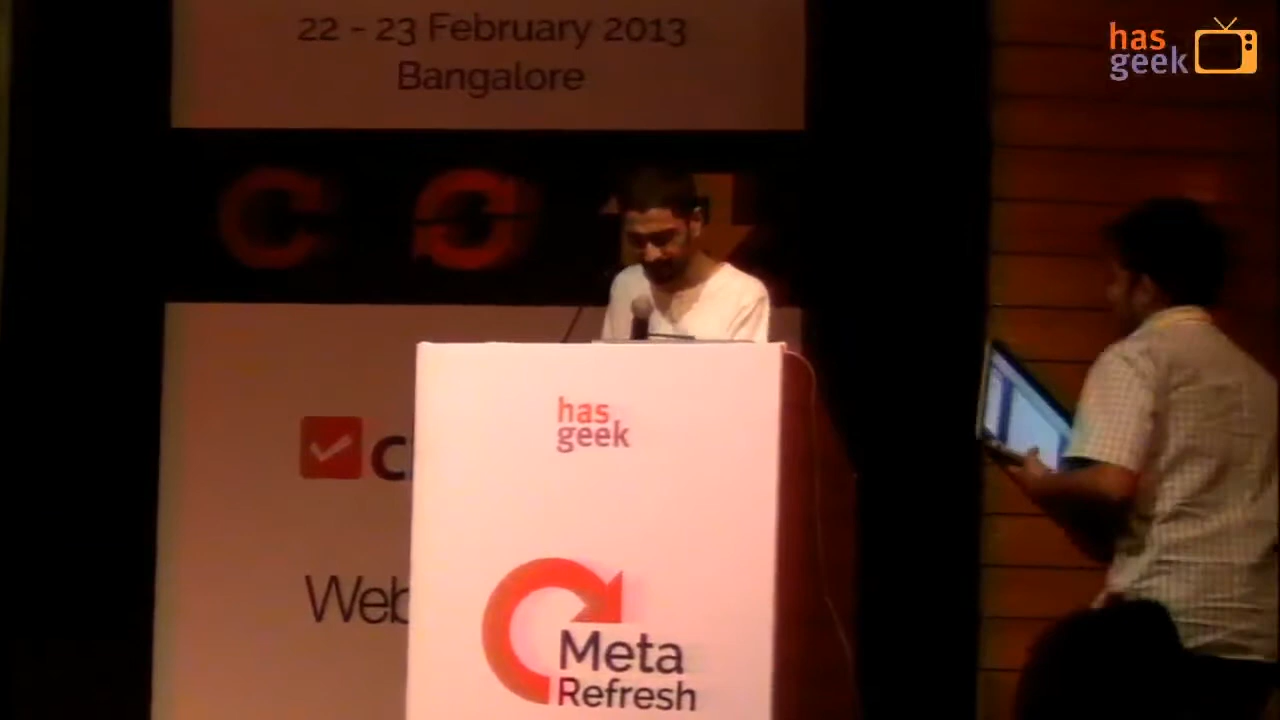 22 - 23 February 2013
Bangalore
has
geek
has
geek
Meta
Refresh
Web